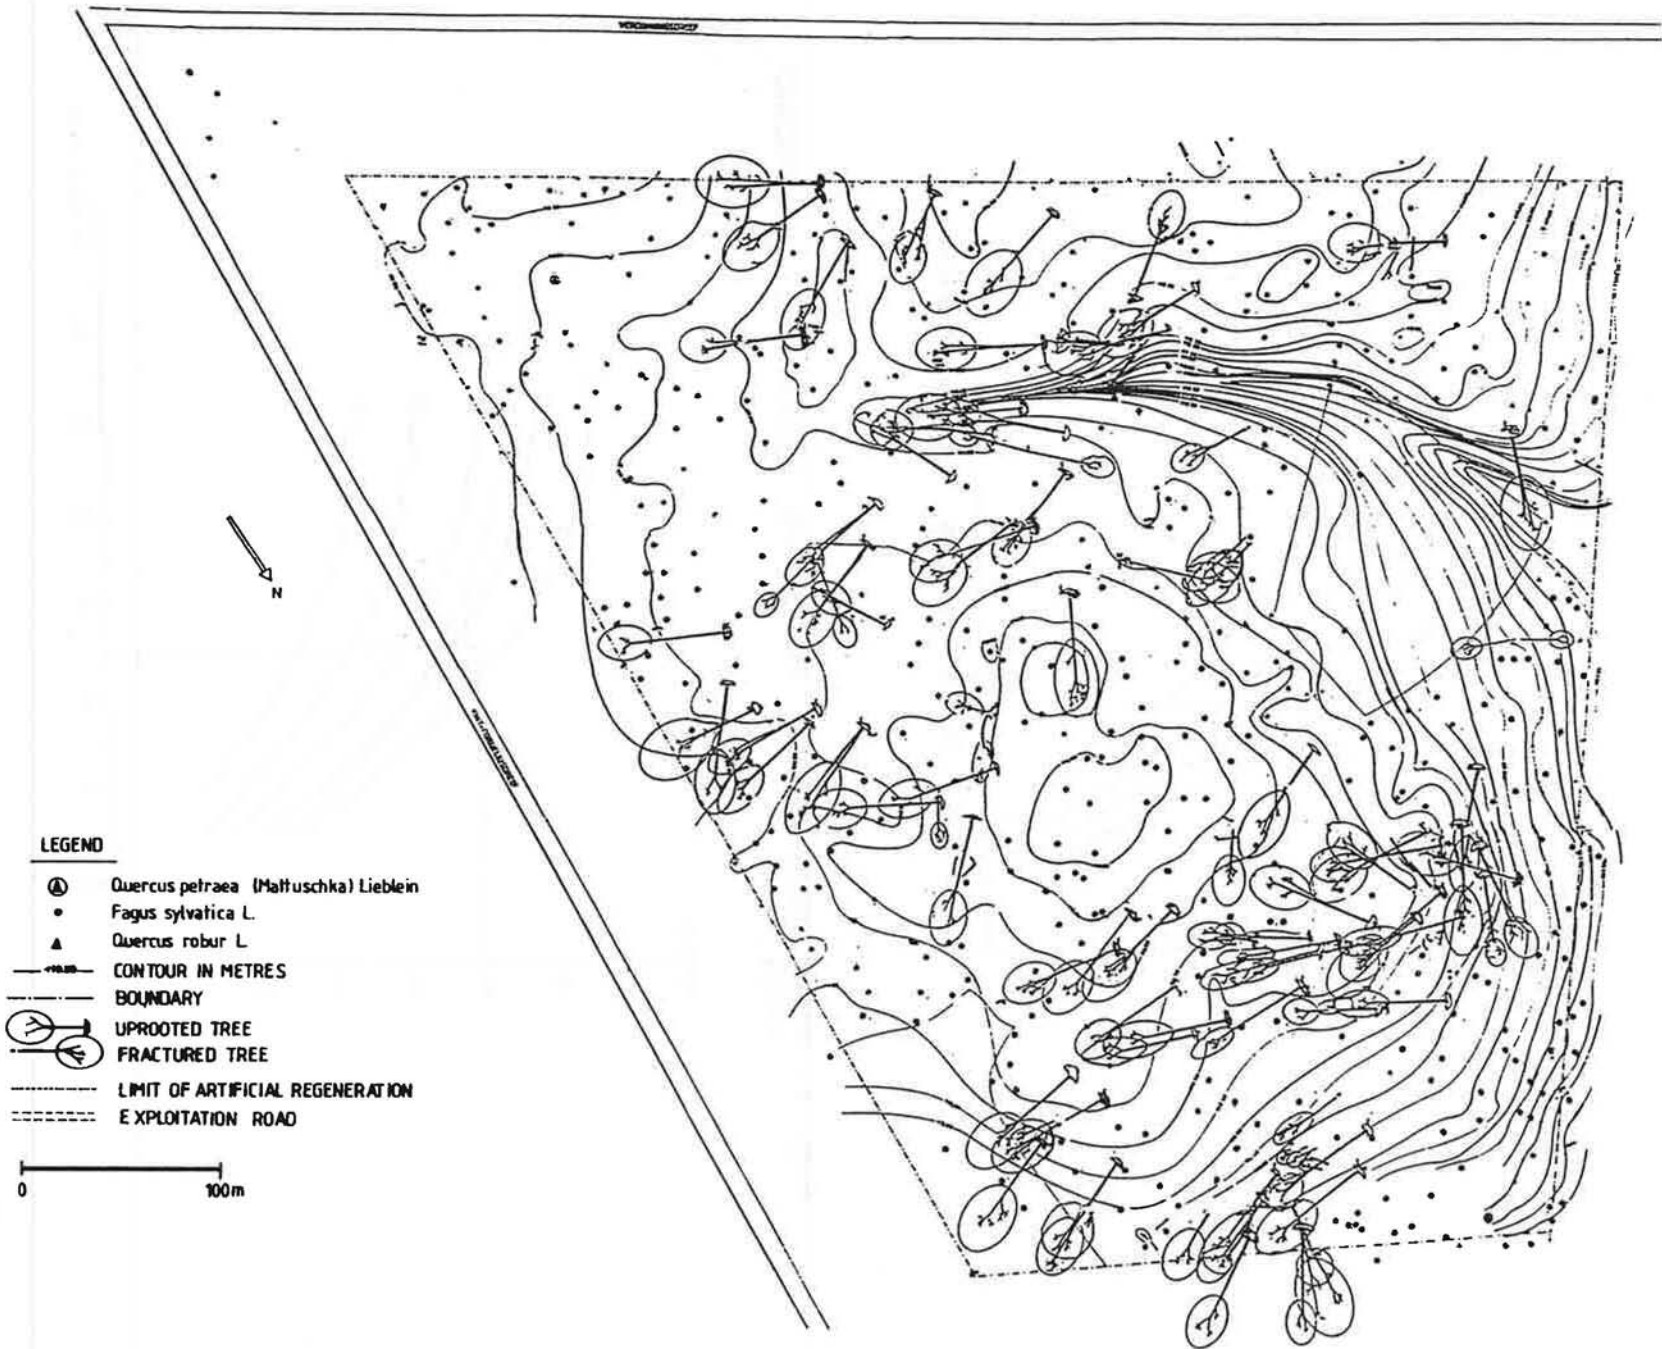 N
LEGEND
Quercus petraea (Mattuschka) Lieblein
Fagus sylvatica L.
Quercus robur L
CONTOUR IN METRES
BOUNDARY
UPROOTED TREE
FRACTURED TREE
LIMIT OF ARTIFICIAL REGENERATION
EXPLOITATION ROAD
0 100m